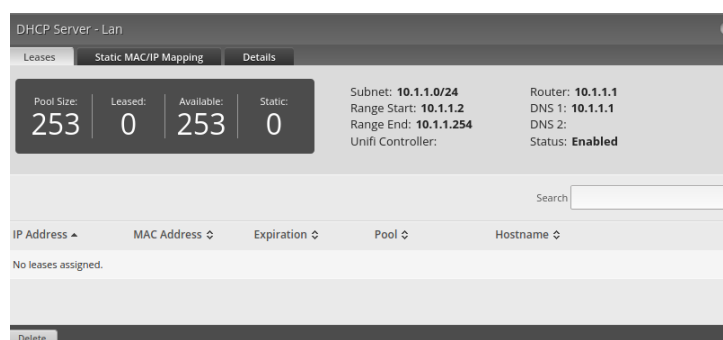 DHCP Server - Lan
Leases Static MAC/IP Mapping Details
Pool Size: Leased: Available: Static:
253 0 253 0
Subnet: 10.1.1.0/24
Range Start: 10.1.1.2
Range End: 10.1.1.254
Unifi Controller:
Router: 10.1.1.1
DNS 1: 10.1.1.1
DNS 2:
Status: Enabled
Search
IP Address MAC Address Expiration Pool Hostname
No leases assigned.
Delete